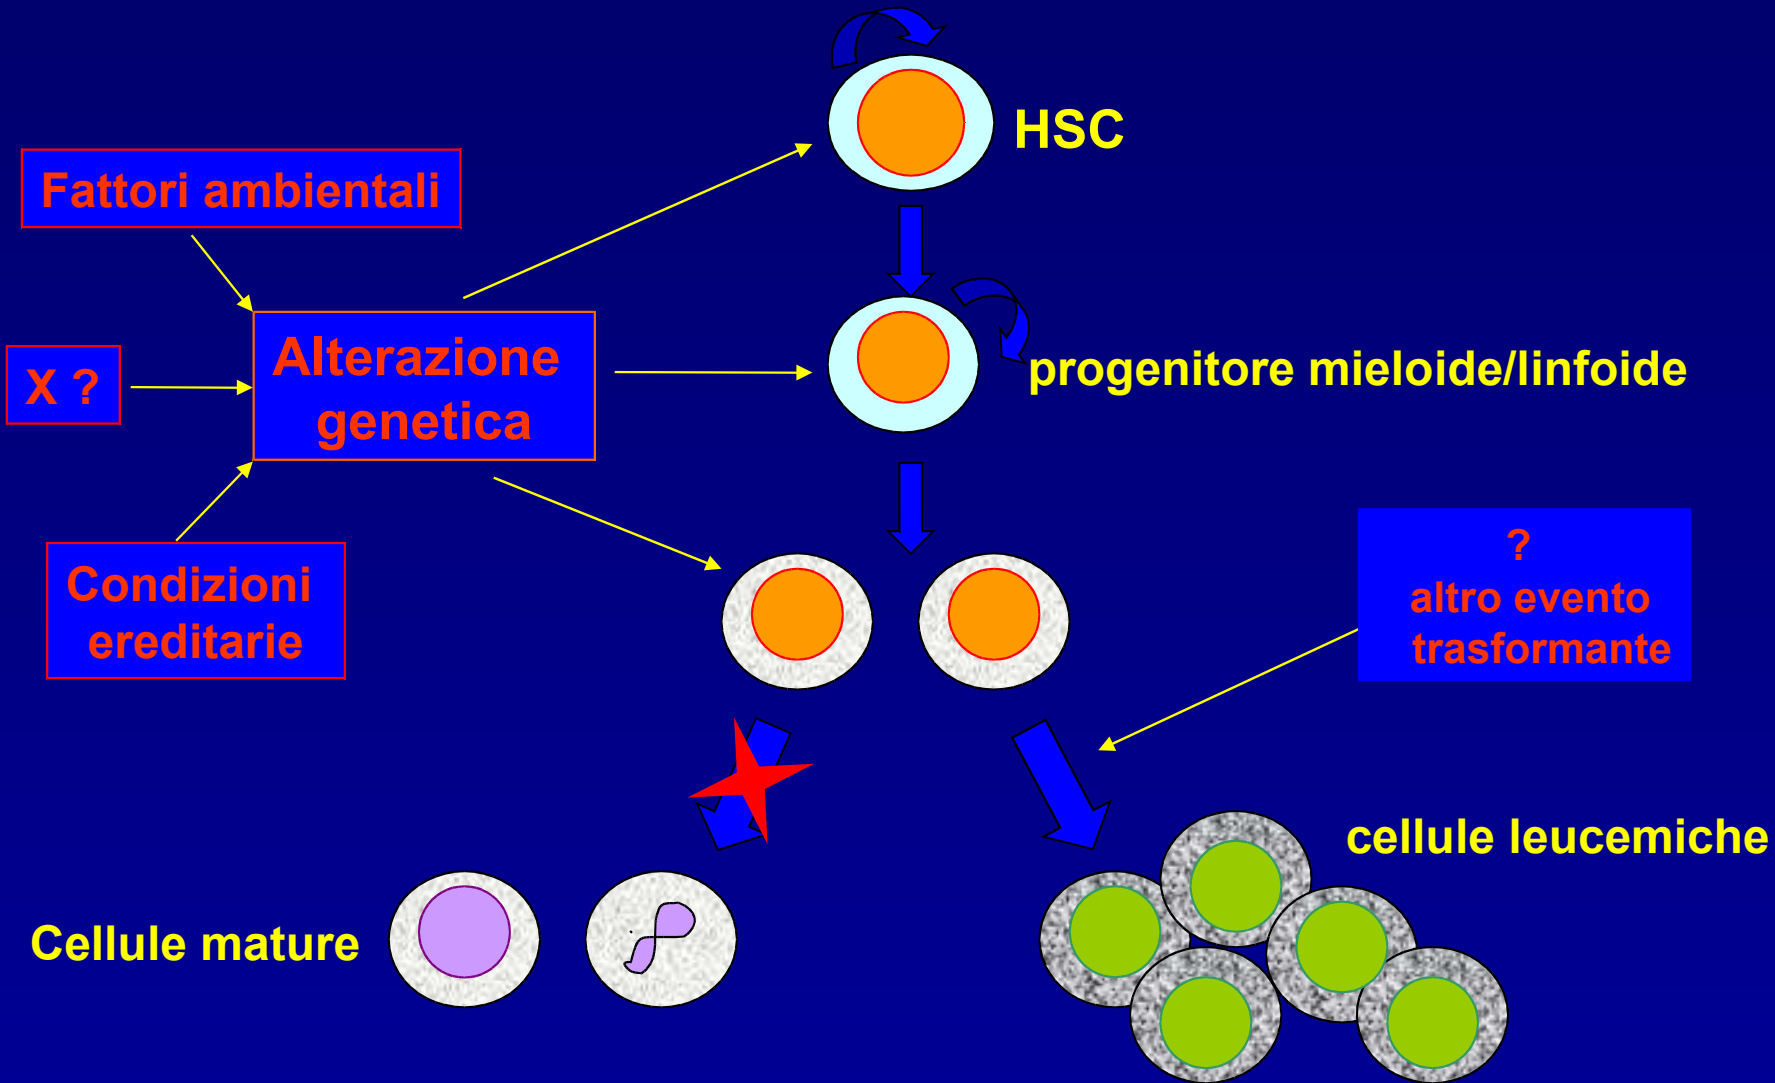 HSC
Fattori ambientali
X ?
Alterazione
genetica
progenitore mieloide/linfoide
Condizioni
ereditarie
?
altro evento
trasformante
cellule leucemiche
Cellule mature